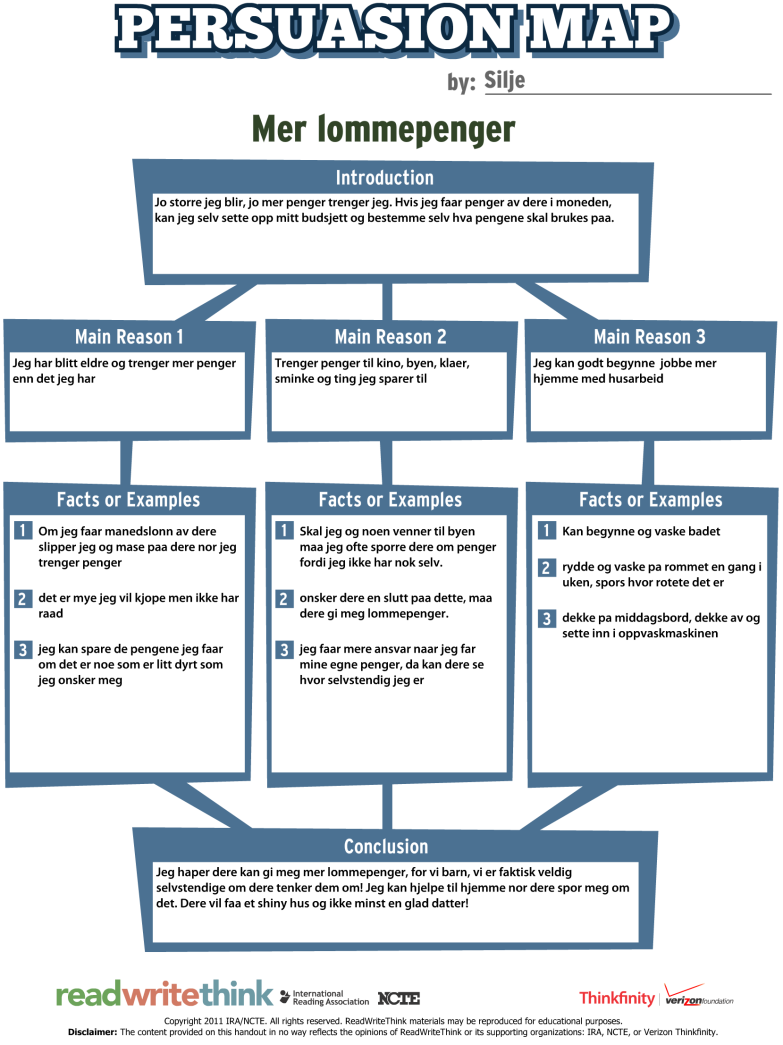 PERSUASION MAP
by: Silje
Mer lommepenger
Introduction
Jo storre jeg blir, jo mer penger trenger jeg. Hvis jeg faar penger av dere i moneden,
kan jeg selv sette opp mitt budsjett og bestemme selv hva pengene skal brukes paa.
Main Reason 1
Jeg har blitt eldre og trenger mer penger
enn det jeg har
Main Reason 2
Trenger penger til kino, byen, klaer,
sminke og ting jeg sparer til
Main Reason 3
Jeg kan godt begynne jobbe mer
hjemme med husarbeid
Facts or Examples
1 Om jeg faar manedslonn av dere
slipper jeg og mase paa dere nor jeg
trenger penger
2 det er mye jeg vil kjope men ikke har
raad
3 jeg kan spare de pengene jeg faar
om det er noe som er litt dyrt som
jeg onsker meg
Facts or Examples
1 Skal jeg og noen venner til byen
maa jeg ofte sporre dere om penger
fordi jeg ikke har nok selv.
2 onsker dere en slutt paa dette, maa
dere gi meg lommepenger.
3 jeg faar mere ansvar naar jeg far
mine egne penger, da kan dere se
hvor selvstendig jeg er
Facts or Examples
1 Kan begynne og vaske badet
2 rydde og vaske pa rommet en gang i
uken, spors hvor rotete det er
3 dekke pa middagsbord, dekke av og
sette inn i oppvaskmaskinen
Conclusion
Jeg haper dere kan gi meg mer lommepenger, for vi barn, vi er faktisk veldig
selvstendige om dere tenker dem om! Jeg kan hjelpe til hjemme nor dere spor meg om
det. Dere vil faa et shiny hus og ikke minst en glad datter!
readwritethink
International
Reading Association
NCTE
Thinkfinity
verizonfoundation
Copyright 2011 IRA/NCTE. All rights reserved. ReadWriteThink materials may be reproduced for educational purposes.
Disclaimer: The content provided on this handout in no way reflects the opinions of ReadWriteThink or its supporting organizations: IRA, NCTE, or Verizon Thinkfinity.